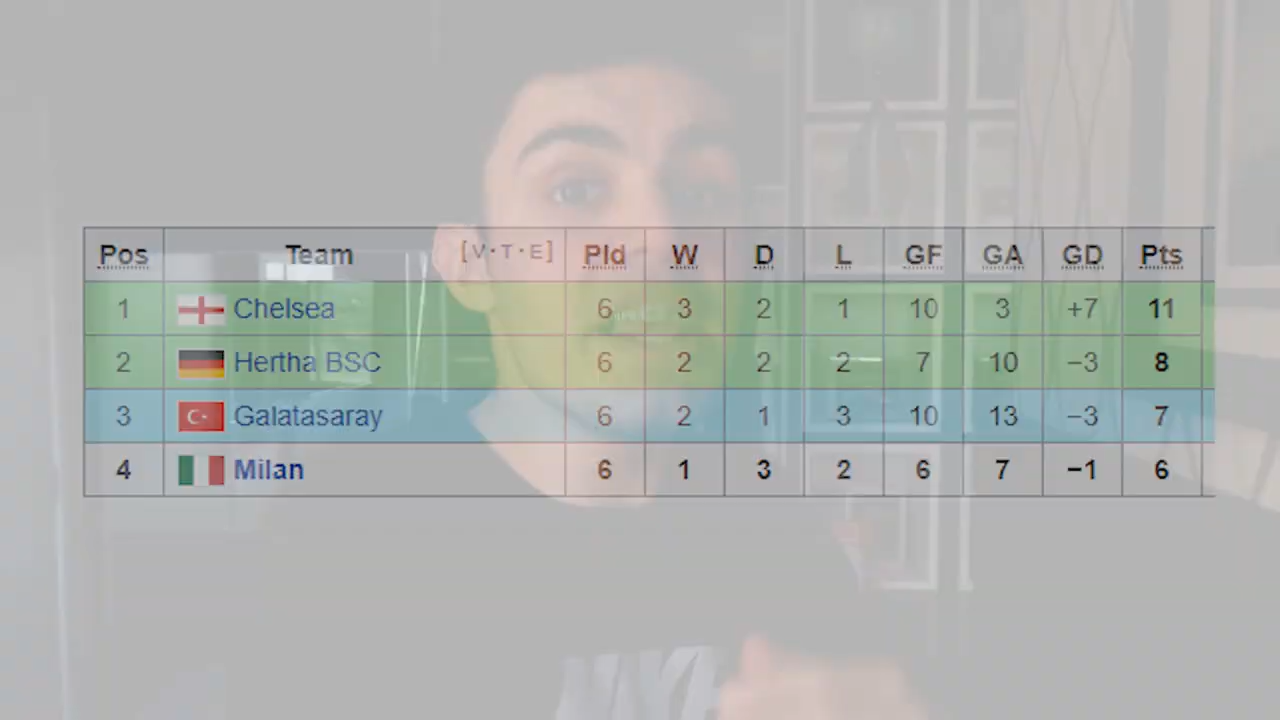 Pos Team [V·T·E] Pld W D L GF GA GD Pts
1 Chelsea 6 3 2 1 10 3 +7 11
2 Hertha BSC 6 2 2 2 7 10 −3 8
3 Galatasaray 6 2 1 3 10 13 −3 7
4 Milan 6 1 3 2 6 7 −1 6